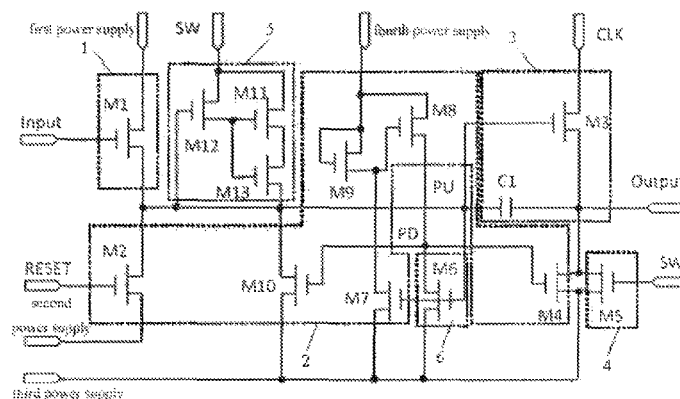 first power supply
1
SW
5
fourth power supply
3
CLK
M1
M11
M8
M3
Input
M12
M9
M13
PU
C1
Output
PD
RESET
M2
M10
M7
M6
M4
M5
SW
second
power supply
2
6
4
third power supply